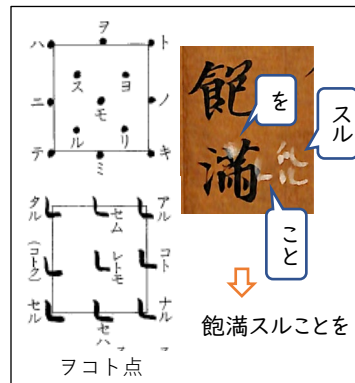 ハ ヲ ト
ス ヨ
ニ モ ノ
ル リ
テ ミ キ
タル セム アル
(コトク) レトモ コト
セル セハ ナル
ヲコト点
飽
満
を
スル
こと
飽満スルことを